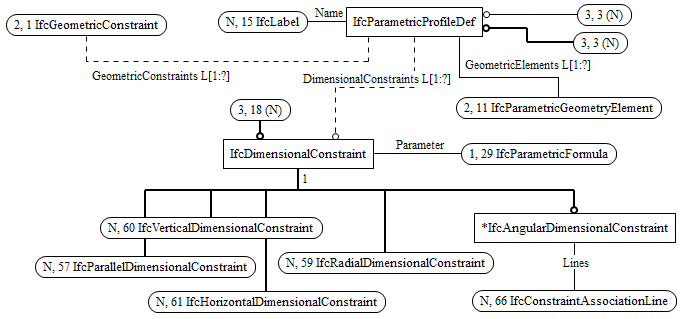 Name
3, 3 (N)
2, 1 IfcGeometricConstraint
N, 15 IfcLabel
IfcParametricProfileDef
3, 3 (N)
GeometricElements L[1:?]
GeometricConstraints L[1:?]
DimensionalConstraints L[1:?]
3, 18 (N)
2, 11 IfcParametricGeometryElement
IfcDimensionalConstraint
Parameter
1, 29 IfcParametricFormula
1
N, 60 IfcVerticalDimensionalConstraint
*IfcAngularDimensionalConstraint
N, 57 IfcParallelDimensionalConstraint
N, 59 IfcRadialDimensionalConstraint
Lines
N, 61 IfcHorizontalDimensionalConstraint
N, 66 IfcConstraintAssociationLine